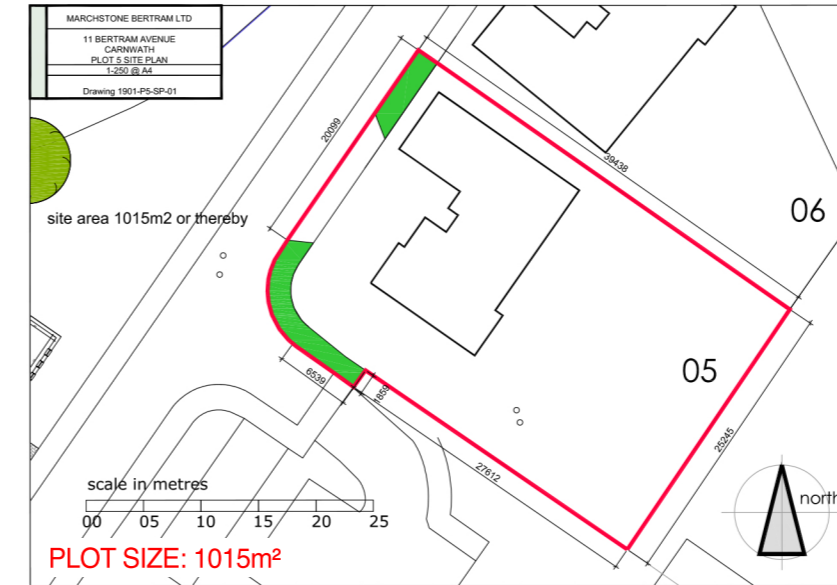 MARCHSTONE BERTRAM LTD
11 BERTRAM AVENUE
CARNWATH
PLOT 5 SITE PLAN
1-250 @ A4
Drawing 1901-P5-SP-01
20099
39438
06
site area 1015m2 or thereby
05
6539
1859
25245
27612
scale in metres
00 05 10 15 20 25
north
PLOT SIZE: 1015m²